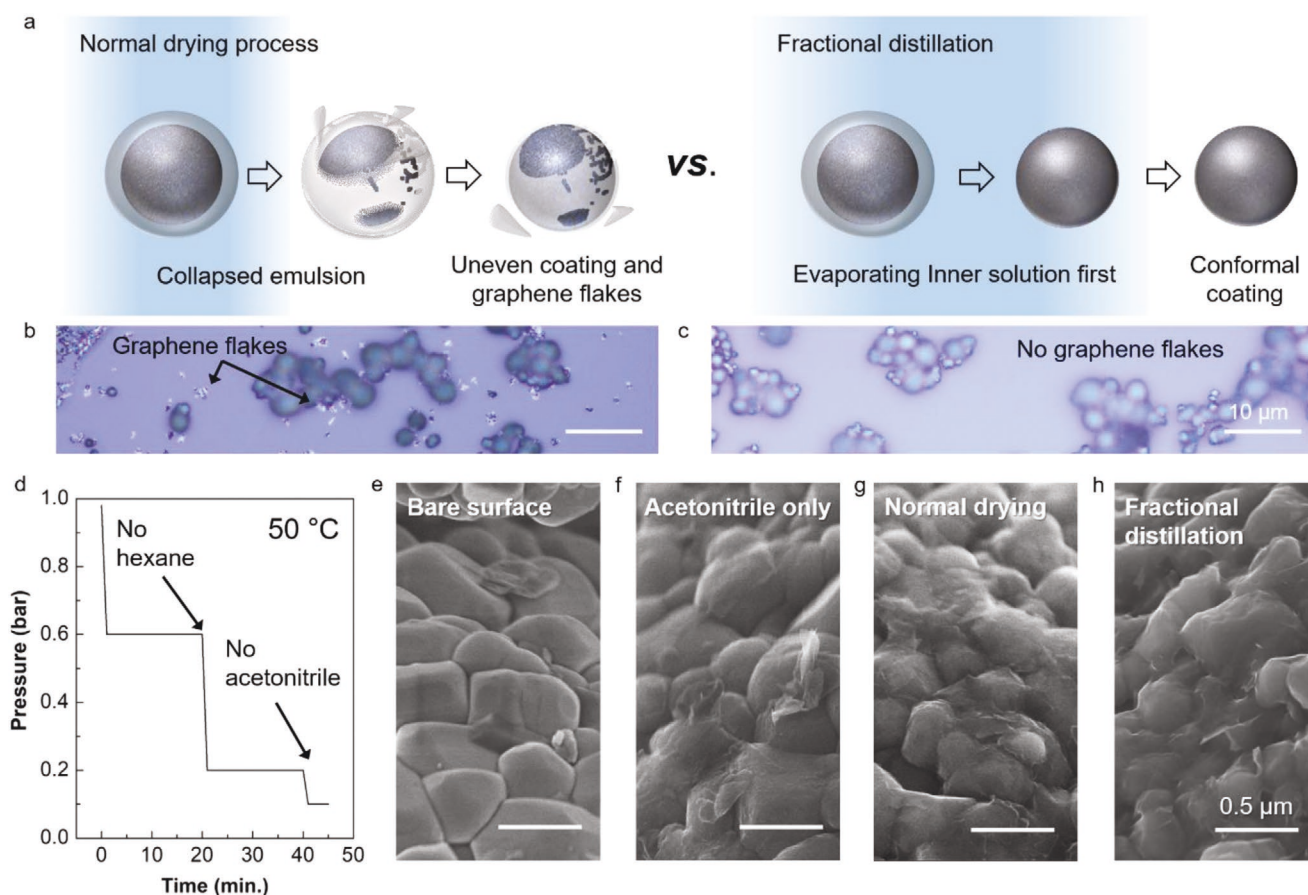 a
Normal drying process
Fractional distillation
vs.
Collapsed emulsion
Uneven coating and
graphene flakes
Evaporating Inner solution first
Conformal
coating
b
Graphene flakes
c
No graphene flakes
10 µm
d
1.0
0.8
0.6
0.4
0.2
0.0
Pressure (bar)
No
hexane
50 °C
No
acetonitrile
0
10
20
30
40
50
Time (min.)
e
Bare surface
f
Acetonitrile only
g
Normal drying
h
Fractional
distillation
0.5 µm